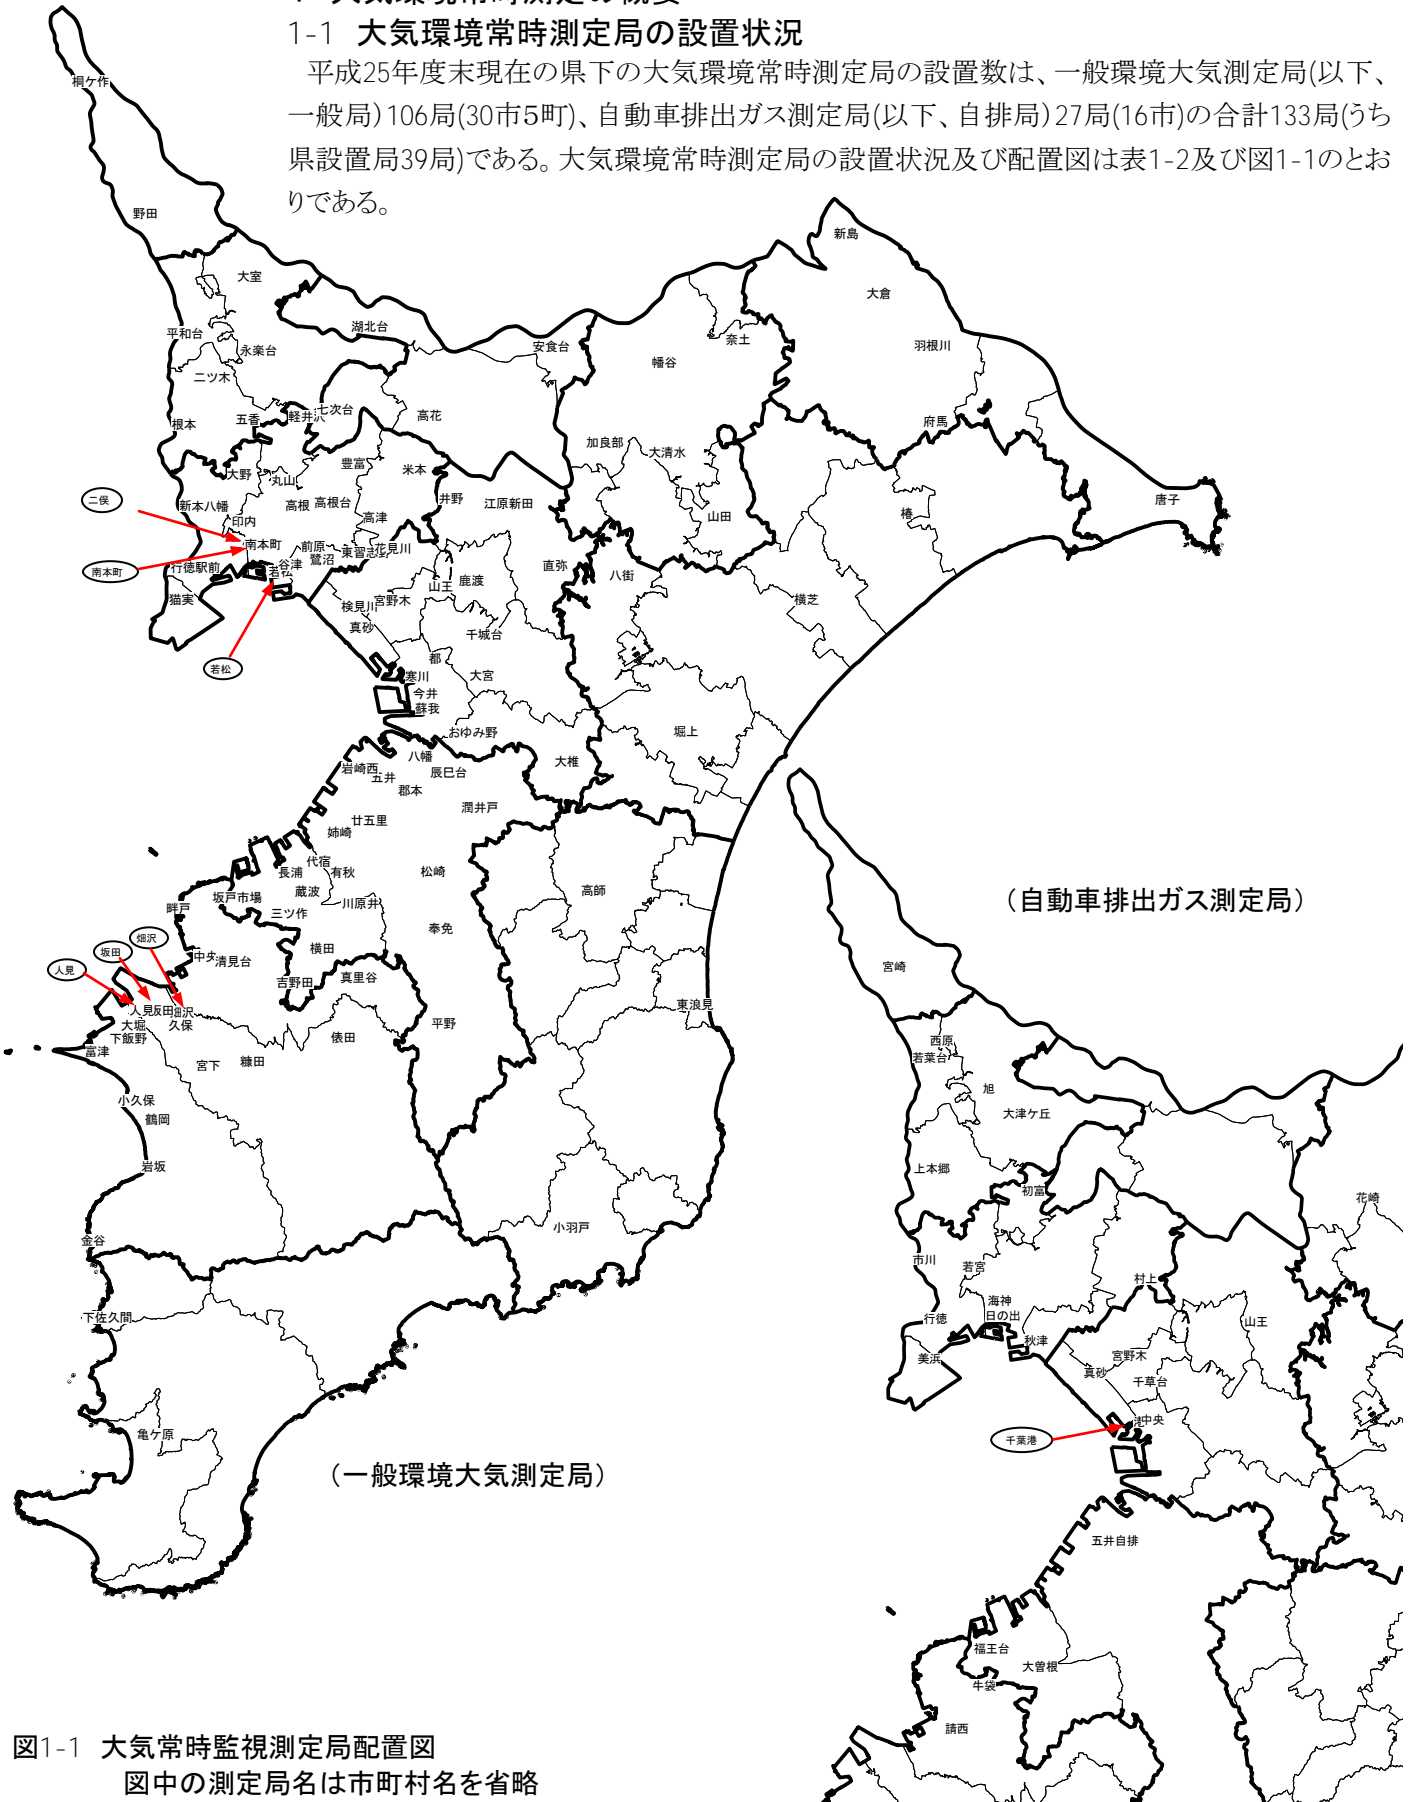 1-1 大気環境常時測定局の設置状況
平成25年度末現在の県下の大気環境常時測定局の設置数は、一般環境大気測定局(以下、
一般局)106局(30市5町)、自動車排出ガス測定局(以下、自排局)27局(16市)の合計133局(うち
県設置局39局)である。大気環境常時測定局の設置状況及び配置図は表1-2及び図1-1のとお
りである。
桐ケ作
野田
新島
大室
大倉
湖北台
平和台
奈土
永楽台
安食台
羽根川
幡谷
二ツ木
七次台
軽井沢
高花
五香
根本
府馬
加良部
大清水
豊富
米本
大野
丸山
二俣
井野
江原新田
唐子
新本八幡
高根
高根台
椿
印内
高津
山田
南本町
前原
東習志野
花見川
鷺沼
谷津
若松
南本町
行徳駅前
直弥
八街
山王
鹿渡
猫実
宮野木
検見川
横芝
真砂
千城台
都
若松
寒川
大宮
今井
蘇我
おゆみ野
堀上
八幡
大椎
岩崎西
五井
辰巳台
郡本
潤井戸
廿五里
姉崎
代宿
長浦
有秋
松崎
蔵波
高師
坂戸市場
川原井
畔戸
三ツ作
奉免
畑沢
横田
坂田
中央
清見台
人見
吉野田
真里谷
東浪見
人見
坂田
畑沢
大堀
久保
平野
下飯野
俵田
富津
宮下
糠田
小久保
鶴岡
岩坂
小羽戸
金谷
下佐久間
亀ケ原
(一般環境大気測定局)
(自動車排出ガス測定局)
宮崎
西原
若葉台
旭
大津ケ丘
上本郷
初富
花崎
市川
若宮
村上
海神
日の出
行徳
山王
秋津
美浜
宮野木
真砂
千草台
中央
千葉港
五井自排
福王台
大曽根
牛袋
請西
図1-1 大気常時監視測定局配置図
図中の測定局名は市町村名を省略